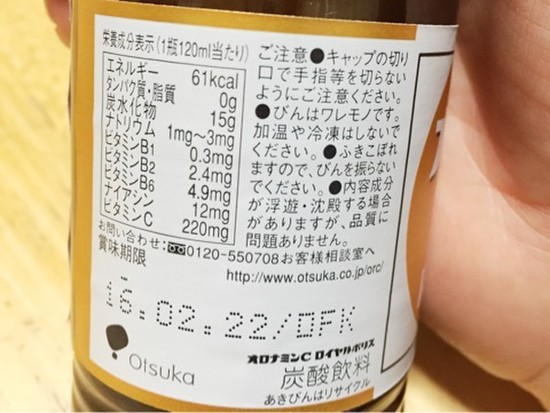 栄養成分表示(1瓶120ml当たり)
エネルギー 61kcal
タンパク質・脂質 0g
炭水化物 15g
ナトリウム 1mg〜3mg
ビタミンB1 0.3mg
ビタミンB2 2.4mg
ビタミンB6 4.9mg
ナイアシン 12mg
ビタミンC 220mg
ご注意●キャップの切り
口で手指等を切らない
ようにご注意ください。
●びんはワレモノです。
加温や冷凍はしないで
ください。●ふきこぼれ
ますので、びんを振らない
でください。●内容成分
が浮遊・沈殿する場合
がありますが、品質に
問題ありません。
お問い合わせ:0120-550708お客様相談室へ
賞味期限
http://www.otsuka.co.jp/orc/
16.02.22/OFK
Otsuka
オロナミンC ロイヤルポリス
炭酸飲料
あきびんはリサイクル